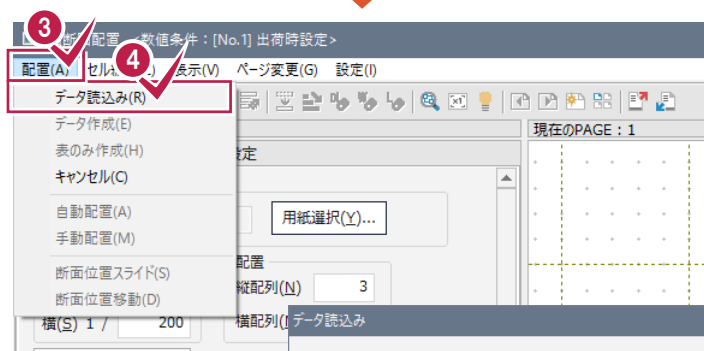 3
断面配置 <数値条件：[No.1] 出荷時設定>
4
配置(A) セル 表示(V) ページ変更(G) 設定(I)
データ読込み(R)
データ作成(E)
表のみ作成(H)
キャンセル(C)
自動配置(A)
手動配置(M)
断面位置スライド(S)
断面位置移動(D)
現在のPAGE：1
定
用紙選択(Y)...
配置
縦配列(N) 3
横(S) 1 / 200
横配列(
データ読込み